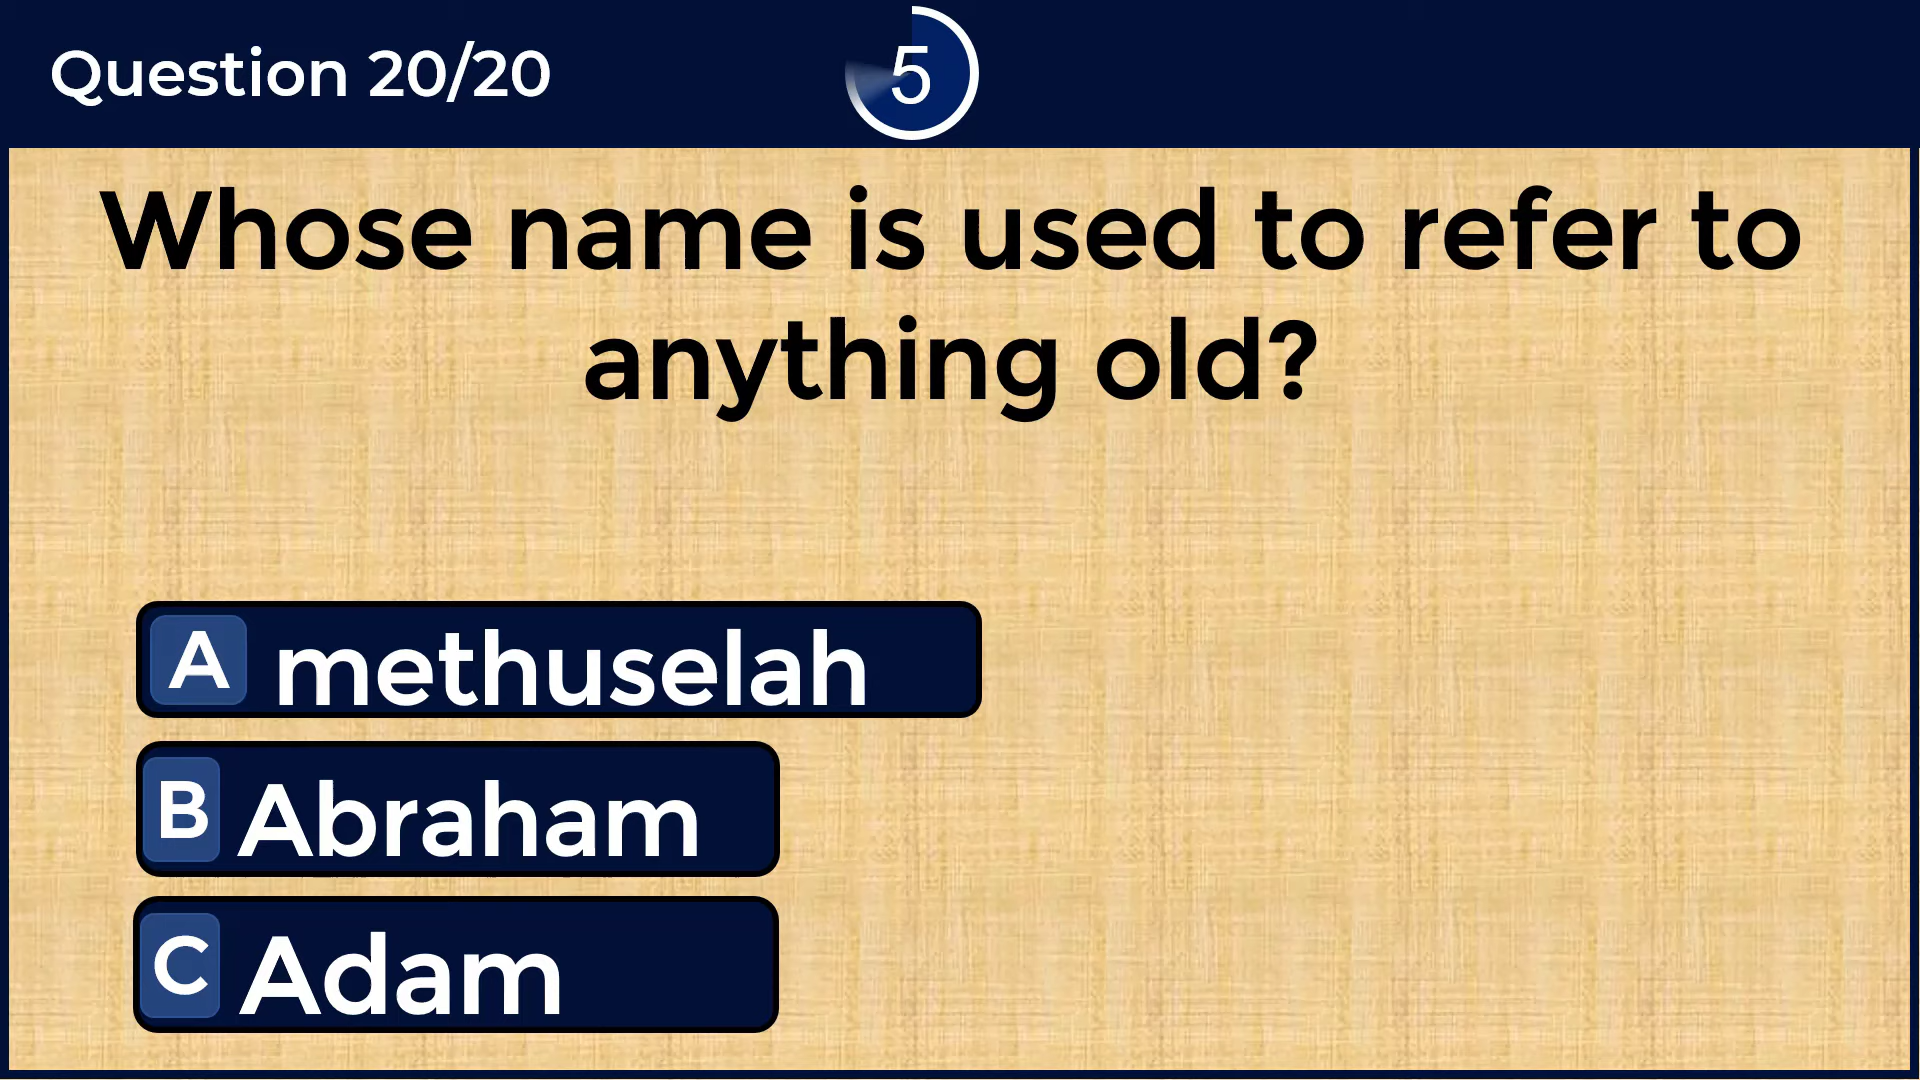 Question 20/20
5
Whose name is used to refer to
anything old?
A methuselah
B Abraham
C Adam